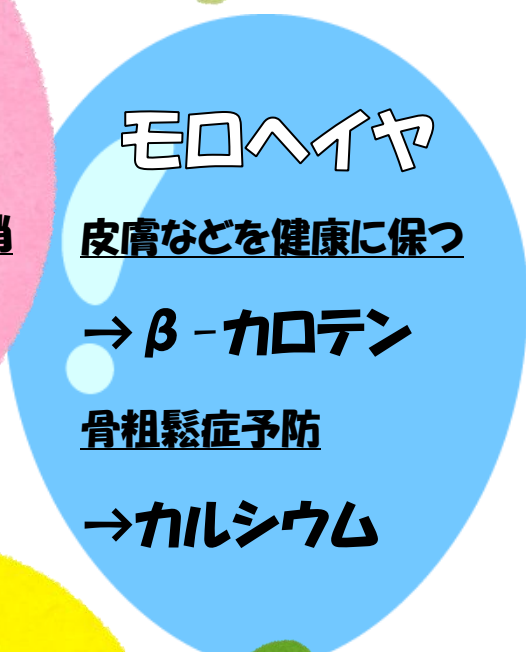 モロヘイヤ
消
皮膚などを健康に保つ
→β-カロテン
骨粗鬆症予防
→カルシウム